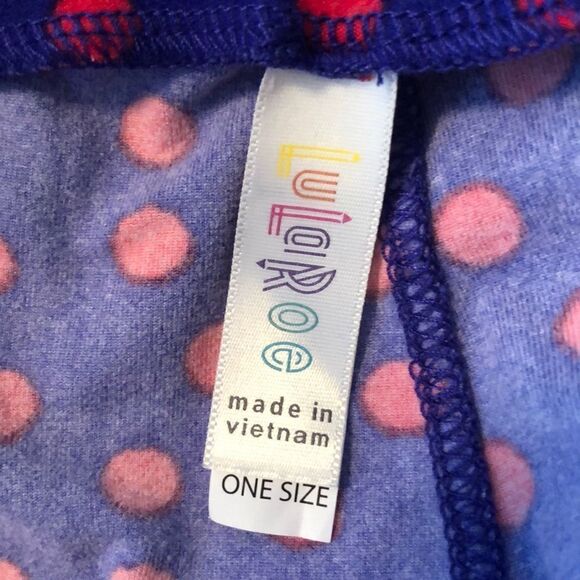 LuLaRoe
made in
vietnam
ONE SIZE